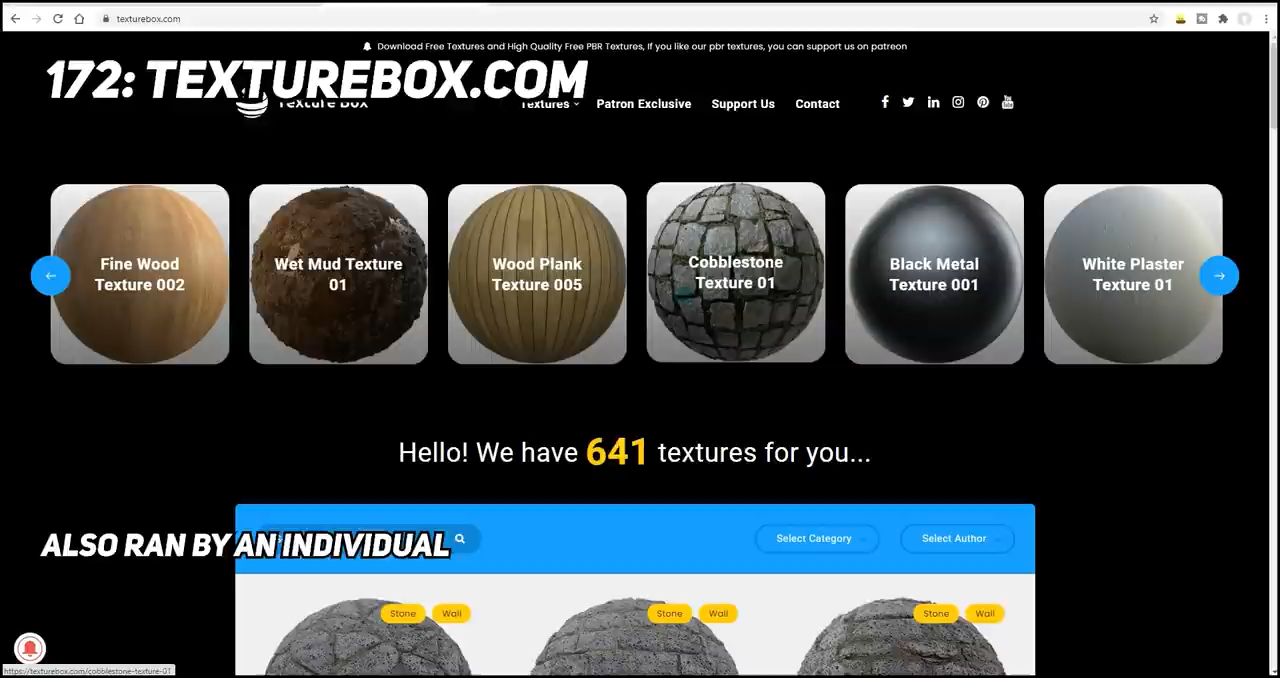 texturebox.com
Download Free Textures and High Quality Free PBR Textures, If you like our pbr textures, you can support us on patreon
172: TEXTUREBOX.COM
Texture Box
Textures
Patron Exclusive
Support Us
Contact
Fine Wood
Texture 002
Wet Mud Texture
01
Wood Plank
Texture 005
Cobblestone
Texture 01
Black Metal
Texture 001
White Plaster
Texture 01
Hello! We have 641 textures for you...
ALSO RAN BY AN INDIVIDUAL
Select Category
Select Author
Stone
Wall
Stone
Wall
Stone
Wall
https://texturebox.com/cobblestone-texture-01